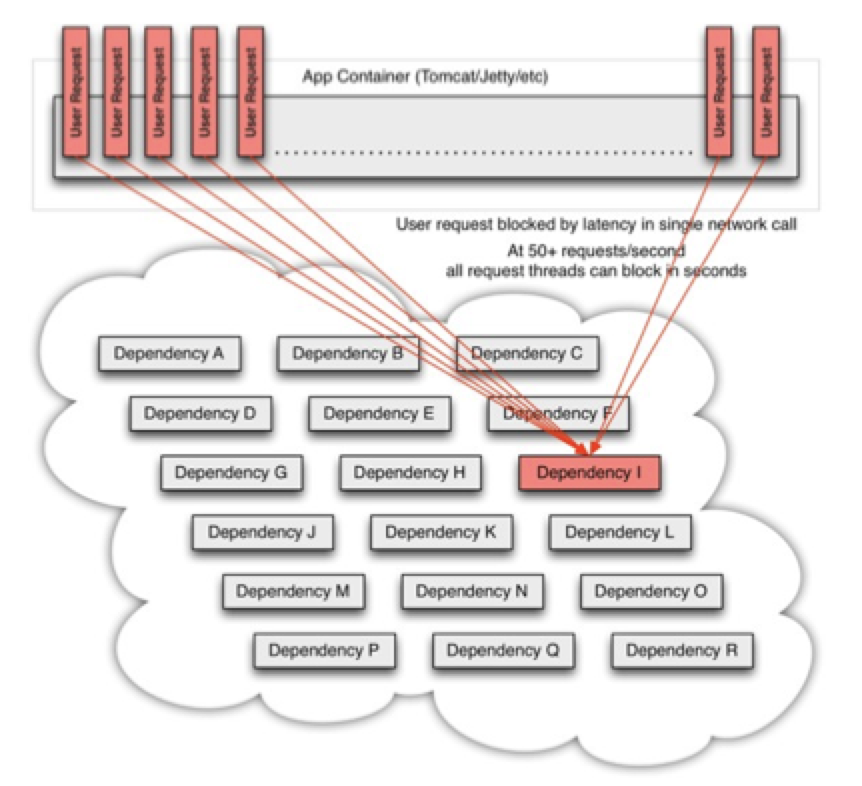 User Request
User Request
User Request
User Request
User Request
User Request
User Request
App Container (Tomcat/Jetty/etc)
User request blocked by latency in single network call
At 50+ requests/second
all request threads can block in seconds
Dependency A
Dependency B
Dependency C
Dependency D
Dependency E
Dependency F
Dependency G
Dependency H
Dependency I
Dependency J
Dependency K
Dependency L
Dependency M
Dependency N
Dependency O
Dependency P
Dependency Q
Dependency R